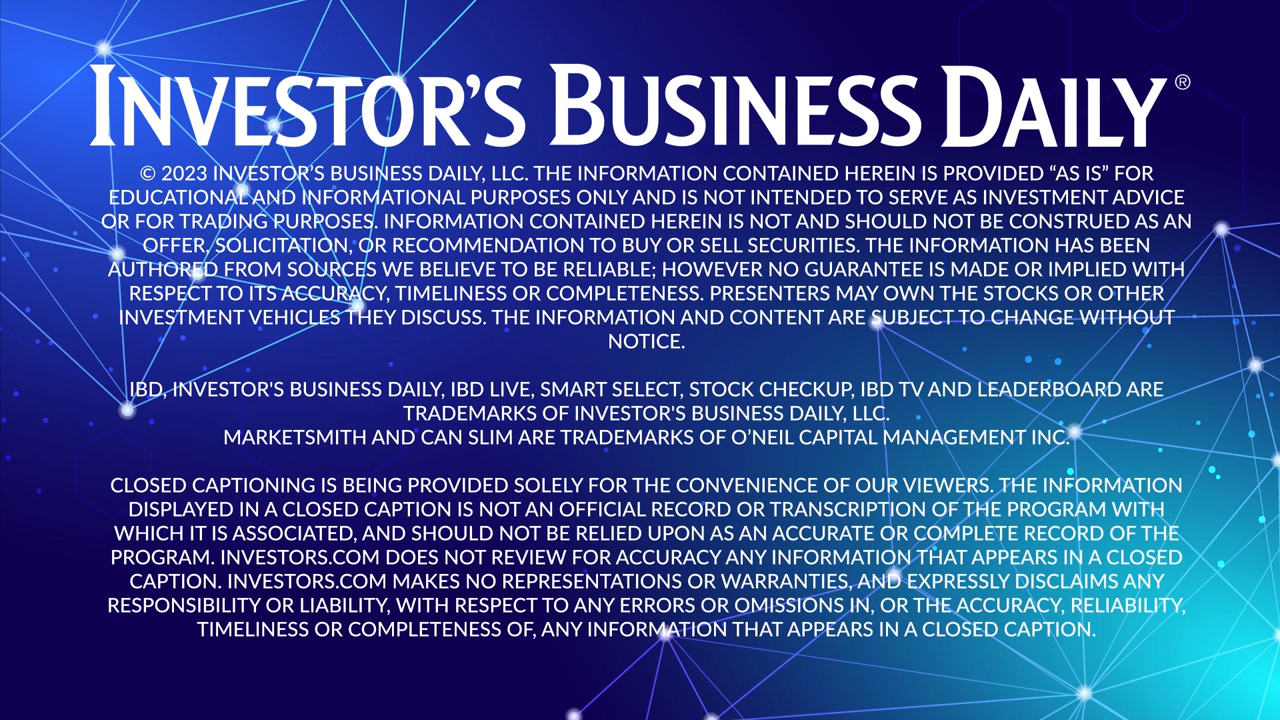 INVESTOR'S BUSINESS DAILY®
© 2023 INVESTOR'S BUSINESS DAILY, LLC. THE INFORMATION CONTAINED HEREIN IS PROVIDED “AS IS” FOR
EDUCATIONAL AND INFORMATIONAL PURPOSES ONLY AND IS NOT INTENDED TO SERVE AS INVESTMENT ADVICE
OR FOR TRADING PURPOSES. INFORMATION CONTAINED HEREIN IS NOT AND SHOULD NOT BE CONSTRUED AS AN
OFFER, SOLICITATION, OR RECOMMENDATION TO BUY OR SELL SECURITIES. THE INFORMATION HAS BEEN
AUTHORED FROM SOURCES WE BELIEVE TO BE RELIABLE; HOWEVER NO GUARANTEE IS MADE OR IMPLIED WITH
RESPECT TO ITS ACCURACY, TIMELINESS OR COMPLETENESS. PRESENTERS MAY OWN THE STOCKS OR OTHER
INVESTMENT VEHICLES THEY DISCUSS. THE INFORMATION AND CONTENT ARE SUBJECT TO CHANGE WITHOUT
NOTICE.
IBD, INVESTOR'S BUSINESS DAILY, IBD LIVE, SMART SELECT, STOCK CHECKUP, IBD TV AND LEADERBOARD ARE
TRADEMARKS OF INVESTOR'S BUSINESS DAILY, LLC.
MARKETSMITH AND CAN SLIM ARE TRADEMARKS OF O’NEIL CAPITAL MANAGEMENT INC.
CLOSED CAPTIONING IS BEING PROVIDED SOLELY FOR THE CONVENIENCE OF OUR VIEWERS. THE INFORMATION
DISPLAYED IN A CLOSED CAPTION IS NOT AN OFFICIAL RECORD OR TRANSCRIPTION OF THE PROGRAM WITH
WHICH IT IS ASSOCIATED, AND SHOULD NOT BE RELIED UPON AS AN ACCURATE OR COMPLETE RECORD OF THE
PROGRAM. INVESTORS.COM DOES NOT REVIEW FOR ACCURACY ANY INFORMATION THAT APPEARS IN A CLOSED
CAPTION. INVESTORS.COM MAKES NO REPRESENTATIONS OR WARRANTIES, AND EXPRESSLY DISCLAIMS ANY
RESPONSIBILITY OR LIABILITY, WITH RESPECT TO ANY ERRORS OR OMISSIONS IN, OR THE ACCURACY, RELIABILITY,
TIMELINESS OR COMPLETENESS OF, ANY INFORMATION THAT APPEARS IN A CLOSED CAPTION.